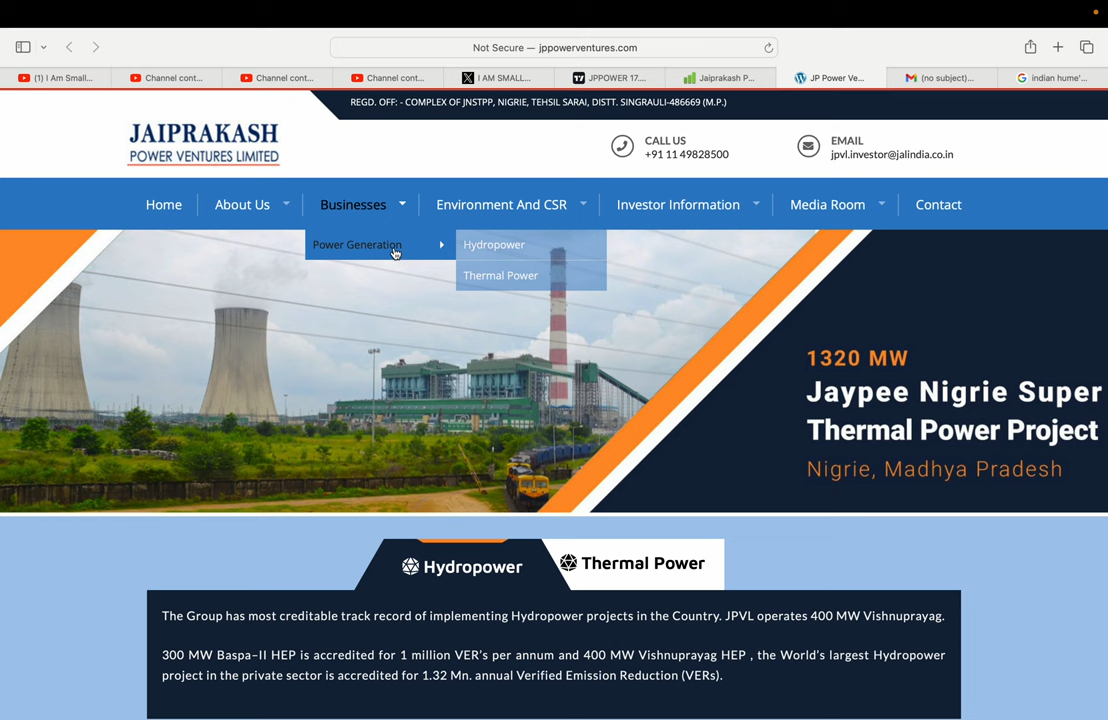 Not Secure — jppowerventures.com
(1) I Am Small...
Channel cont...
Channel cont...
Channel cont...
I AM SMALL...
JPPOWER 17....
Jaiprakash P...
JP Power Ve...
(no subject)...
indian hume'...
REGD. OFF: - COMPLEX OF JNSTPP, NIGRIE, TEHSIL SARAI, DISTT. SINGRAULI-486669 (M.P.)
JAIPRAKASH
POWER VENTURES LIMITED
CALL US
+91 11 49828500
EMAIL
jpvl.investor@jalindia.co.in
Home
About Us
Businesses
Environment And CSR
Investor Information
Media Room
Contact
Power Generation
Hydropower
Thermal Power
1320 MW
Jaypee Nigrie Super
Thermal Power Project
Nigrie, Madhya Pradesh
Hydropower
Thermal Power
The Group has most creditable track record of implementing Hydropower projects in the Country. JPVL operates 400 MW Vishnuprayag.
300 MW Baspa–II HEP is accredited for 1 million VER's per annum and 400 MW Vishnuprayag HEP , the World's largest Hydropower
project in the private sector is accredited for 1.32 Mn. annual Verified Emission Reduction (VERs).